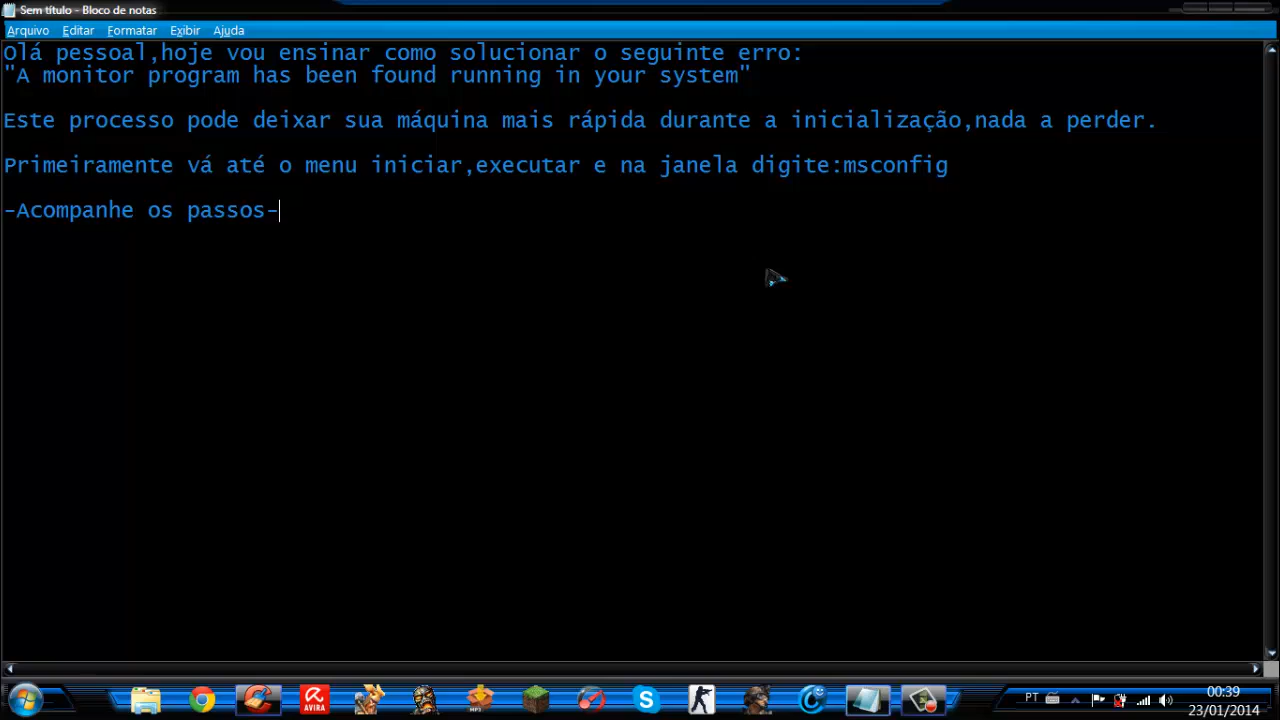 Sem título - Bloco de notas
Arquivo Editar Formatar Exibir Ajuda
Olá pessoal,hoje vou ensinar como solucionar o seguinte erro:
"A monitor program has been found running in your system"
Este processo pode deixar sua máquina mais rápida durante a inicialização,nada a perder.
Primeiramente vá até o menu iniciar,executar e na janela digite:msconfig
-Acompanhe os passos-
AVIRA
MP3
S
PT
00:39
23/01/2014